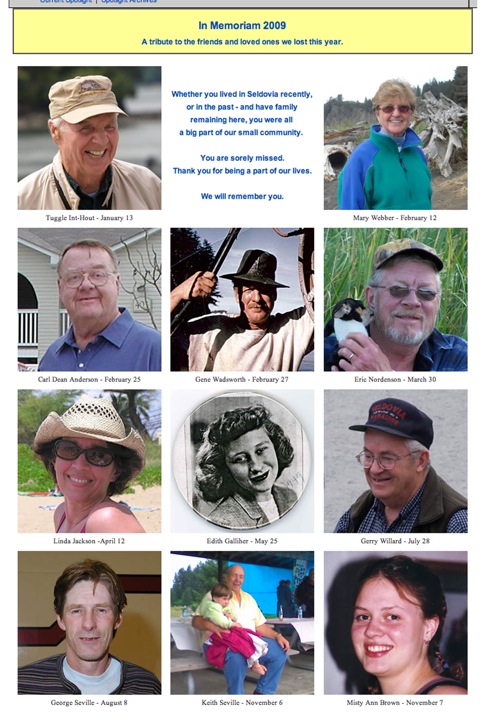 Current Spotlight | Spotlight Archives
In Memoriam 2009
A tribute to the friends and loved ones we lost this year.
Whether you lived in Seldovia recently,
or in the past - and have family
remaining here, you were all
a big part of our small community.
You are sorely missed.
Thank you for being a part of our lives.
We will remember you.
Tuggle Int-Hout - January 13
Mary Webber - February 12
Carl Dean Anderson - February 25
Gene Wadsworth - February 27
Eric Nordenson - March 30
SELDOVIA
Linda Jackson -April 12
Edith Galliher - May 25
Gerry Willard - July 28
George Seville - August 8
Keith Seville - November 6
Misty Ann Brown - November 7